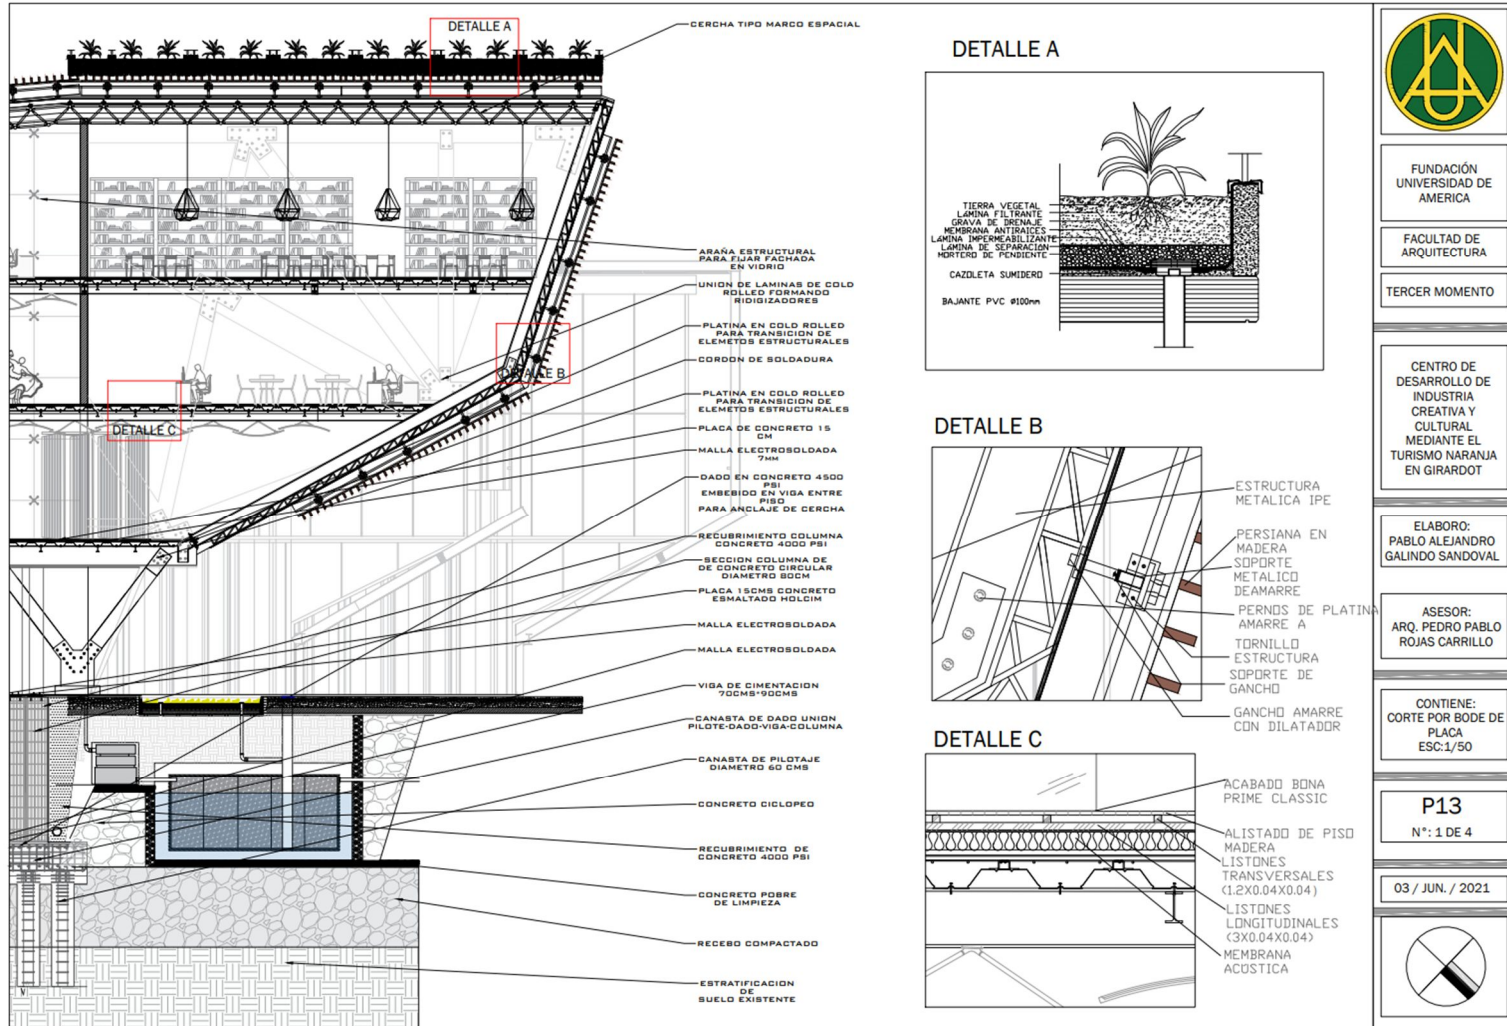 DETALLE A
DETALLE B
DETALLE C
CERCHA TIPO MARCO ESPACIAL
ARAÑA ESTRUCTURAL
PARA FIJAR FACHADA
EN VIDRIO
UNION DE LAMINAS DE COLD
ROLLED FORMANDO
RIDIGIZADORES
PLATINA EN COLD ROLLED
PARA TRANSICION DE
ELEMETOS ESTRUCTURALES
CORDON DE SOLDADURA
PLATINA EN COLD ROLLED
PARA TRANSICION DE
ELEMETOS ESTRUCTURALES
PLACA DE CONCRETO 15
CM
MALLA ELECTROSOLDADA
7MM
DADO EN CONCRETO 4500
PSI
EMBEBIDO EN VIGA ENTRE
PISO
PARA ANCLAJE DE CERCHA
RECUBRIMIENTO COLUMNA
CONCRETO 4000 PSI
SECCION COLUMNA DE
DE CONCRETO CIRCULAR
DIAMETRO 80CM
PLACA 15CMS CONCRETO
ESMALTADO HOLCIM
MALLA ELECTROSOLDADA
MALLA ELECTROSOLDADA
VIGA DE CIMENTACION
70CMS*90CMS
CANASTA DE DADO UNION
PILOTE-DADO-VIGA-COLUMNA
CANASTA DE PILOTAJE
DIAMETRO 60 CMS
CONCRETO CICLOPEO
RECUBRIMIENTO DE
CONCRETO 4000 PSI
CONCRETO POBRE
DE LIMPIEZA
RECEBO COMPACTADO
ESTRATIFICACION
DE
SUELO EXISTENTE
DETALLE A
TIERRA VEGETAL
LÁMINA FILTRANTE
GRAVA DE DRENAJE
MEMBRANA ANTIRAICES
LÁMINA IMPERMEABILIZANTE
LÁMINA DE SEPARACIÓN
MORTERO DE PENDIENTE
CAZOLETA SUMIDERO
BAJANTE PVC Ø100mm
DETALLE B
ESTRUCTURA
METALICA IPE
PERSIANA EN
MADERA
SOPORTE
METALICO
DEAMARRE
PERNOS DE PLATINA
AMARRE A
TORNILLO
ESTRUCTURA
SOPORTE DE
GANCHO
GANCHO AMARRE
CON DILATADOR
DETALLE C
ACABADO BONA
PRIME CLASSIC
ALISTADO DE PISO
MADERA
LISTONES
TRANSVERSALES
(1.2X0.04X0.04)
LISTONES
LONGITUDINALES
(3X0.04X0.04)
MEMBRANA
ACÚSTICA
FUNDACIÓN
UNIVERSIDAD DE
AMERICA
FACULTAD DE
ARQUITECTURA
TERCER MOMENTO
CENTRO DE
DESARROLLO DE
INDUSTRIA
CREATIVA Y
CULTURAL
MEDIANTE EL
TURISMO NARANJA
EN GIRARDOT
ELABORO:
PABLO ALEJANDRO
GALINDO SANDOVAL
ASESOR:
ARQ. PEDRO PABLO
ROJAS CARRILLO
CONTIENE:
CORTE POR BODE DE
PLACA
ESC:1/50
P13
N°: 1 DE 4
03 / JUN. / 2021